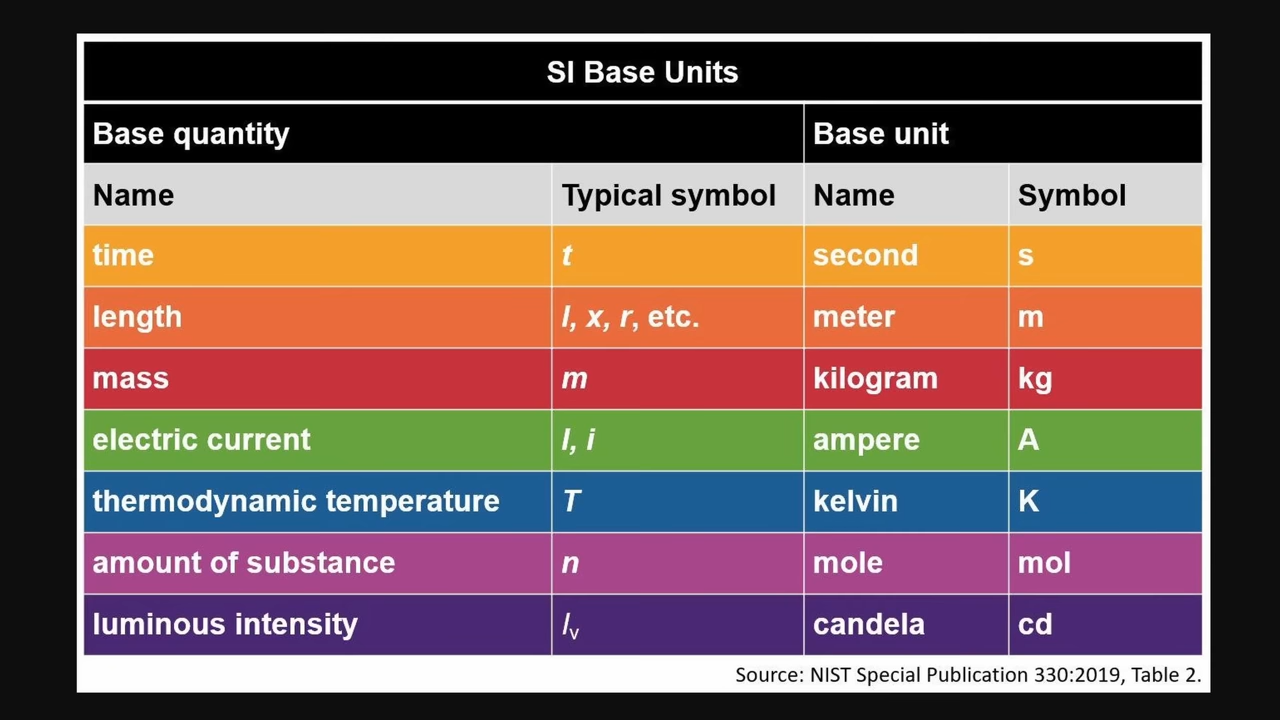 SI Base Units
Base quantity Base unit
Name Typical symbol Name Symbol
time t second s
length l, x, r, etc. meter m
mass m kilogram kg
electric current I, i ampere A
thermodynamic temperature T kelvin K
amount of substance n mole mol
luminous intensity Iv candela cd
Source: NIST Special Publication 330:2019, Table 2.